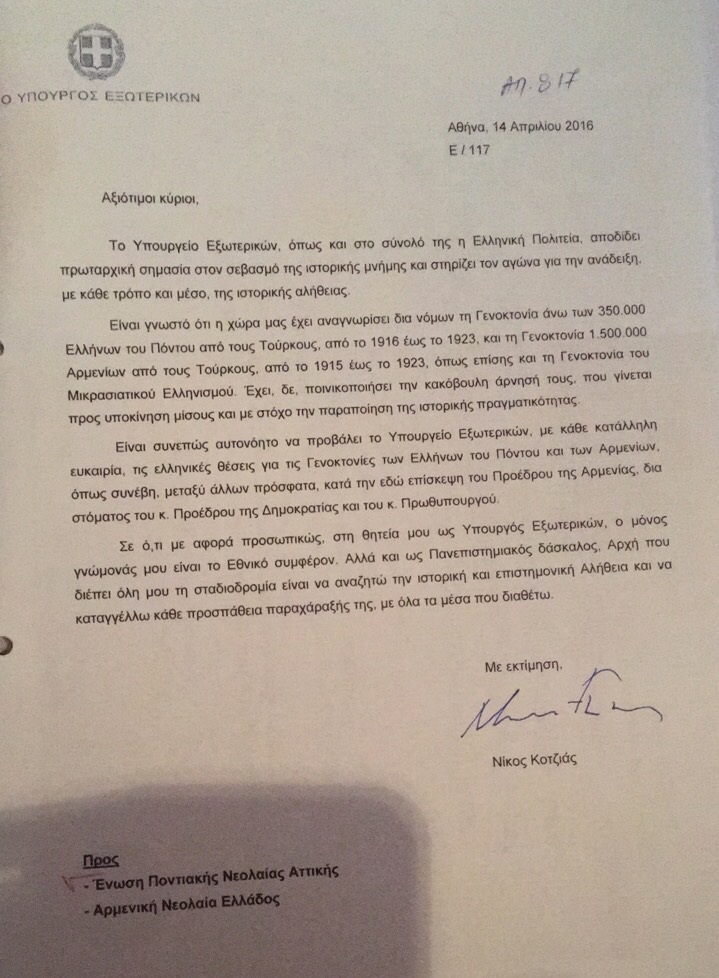 Ο ΥΠΟΥΡΓΟΣ ΕΞΩΤΕΡΙΚΩΝ
ΑΠ. 817
Αθήνα, 14 Απριλίου 2016
Ε / 117
Αξιότιμοι κύριοι,
Το Υπουργείο Εξωτερικών, όπως και στο σύνολό της η Ελληνική Πολιτεία, αποδίδει
πρωταρχική σημασία στον σεβασμό της ιστορικής μνήμης και στηρίζει τον αγώνα για την ανάδειξη,
με κάθε τρόπο και μέσο, της ιστορικής αλήθειας.
Είναι γνωστό ότι η χώρα μας έχει αναγνωρίσει δια νόμων τη Γενοκτονία άνω των 350.000
Ελλήνων του Πόντου από τους Τούρκους, από το 1916 έως το 1923, και τη Γενοκτονία 1.500.000
Αρμενίων από τους Τούρκους, από το 1915 έως το 1923, όπως επίσης και τη Γενοκτονία του
Μικρασιατικού Ελληνισμού. Έχει, δε, ποινικοποιήσει την κακόβουλη άρνησή τους, που γίνεται
προς υποκίνηση μίσους και με στόχο την παραποίηση της ιστορικής πραγματικότητας.
Είναι συνεπώς αυτονόητο να προβάλει το Υπουργείο Εξωτερικών, με κάθε κατάλληλη
ευκαιρία, τις ελληνικές θέσεις για τις Γενοκτονίες των Ελλήνων του Πόντου και των Αρμενίων,
όπως συνέβη, μεταξύ άλλων πρόσφατα, κατά την εδώ επίσκεψη του Προέδρου της Αρμενίας, δια
στόματος του κ. Προέδρου της Δημοκρατίας και του κ. Πρωθυπουργού.
Σε ό,τι με αφορά προσωπικώς, στη θητεία μου ως Υπουργός Εξωτερικών, ο μόνος
γνώμονάς μου είναι το Εθνικό συμφέρον. Αλλά και ως Πανεπιστημιακός δάσκαλος, Αρχή που
διέπει όλη μου τη σταδιοδρομία είναι να αναζητώ την ιστορική και επιστημονική Αλήθεια και να
καταγγέλλω κάθε προσπάθεια παραχάραξής της, με όλα τα μέσα που διαθέτω.
Με εκτίμηση,
Νίκος Κοτζιάς
Προς
- Ένωση Ποντιακής Νεολαίας Αττικής
- Αρμενική Νεολαία Ελλάδος